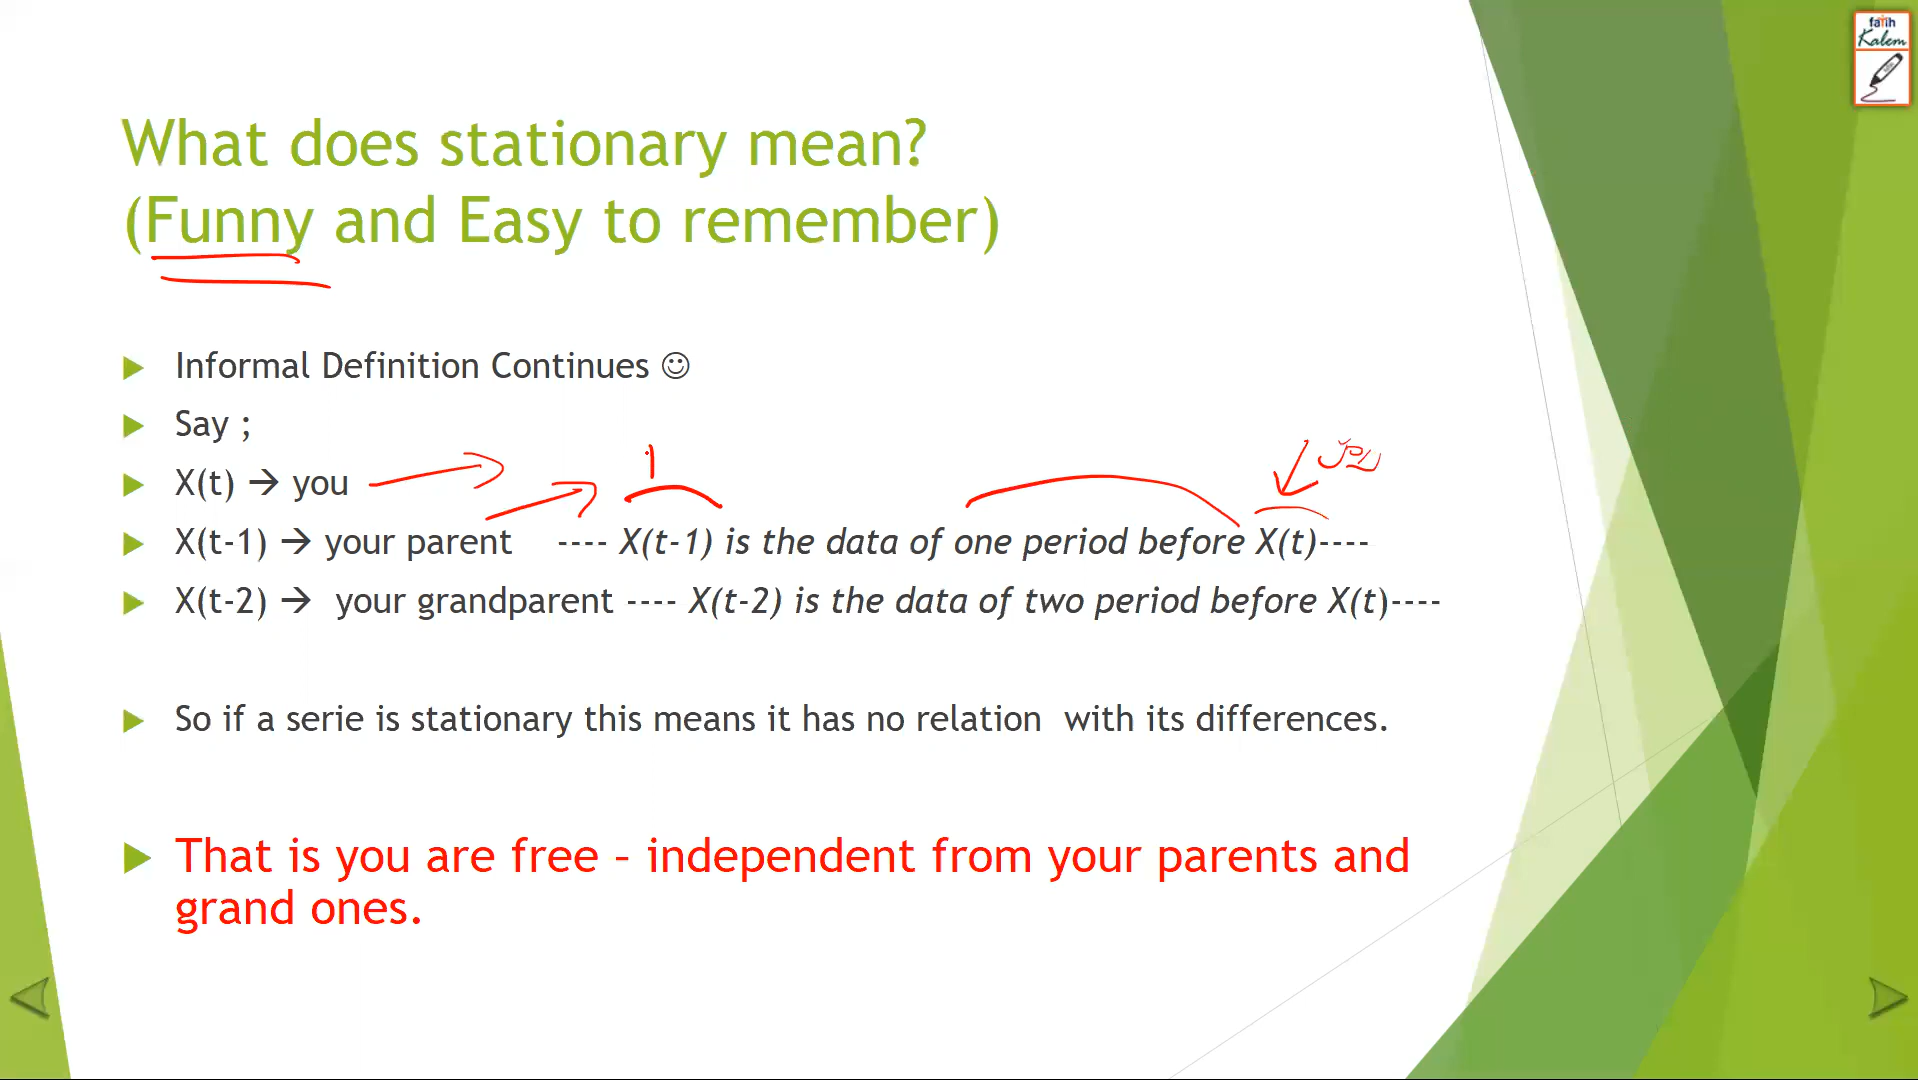 fatih
Kalem
What does stationary mean?
(Funny and Easy to remember)
Informal Definition Continues ☺
Say ;
X(t) → you
X(t-1) → your parent ---- X(t-1) is the data of one period before X(t)----
X(t-2) → your grandparent ---- X(t-2) is the data of two period before X(t)----
So if a serie is stationary this means it has no relation with its differences.
That is you are free – independent from your parents and
grand ones.